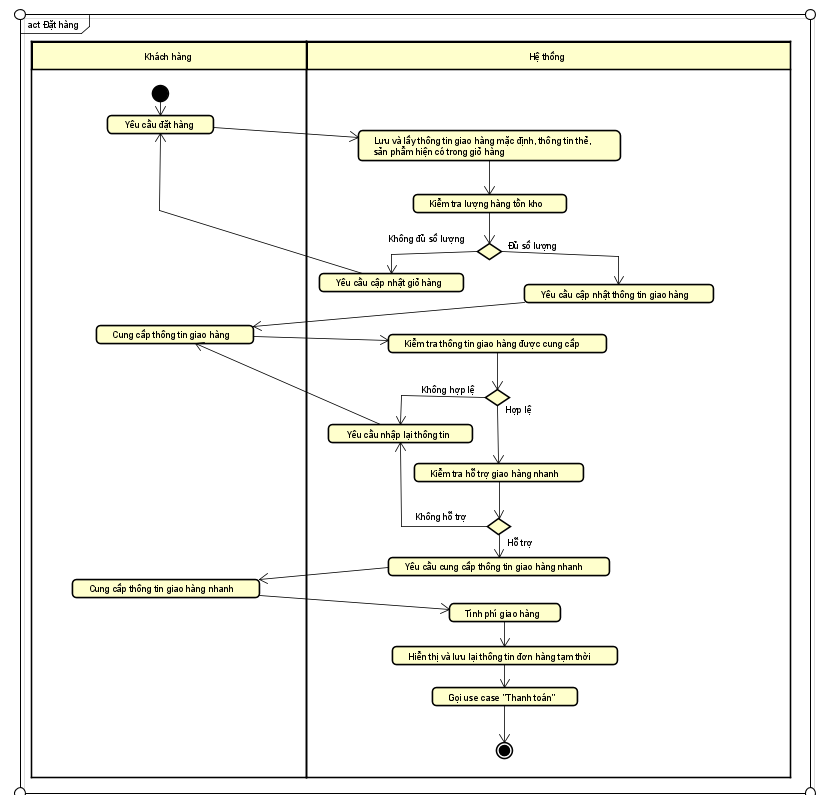 act Đặt hàng
Khách hàng
Hệ thống
Yêu cầu đặt hàng
Lưu và lấy thông tin giao hàng mặc định, thông tin thẻ,
sản phẩm hiện có trong giỏ hàng
Kiểm tra lượng hàng tồn kho
Không đủ số lượng
Đủ số lượng
Yêu cầu cập nhật giỏ hàng
Yêu cầu cập nhật thông tin giao hàng
Cung cấp thông tin giao hàng
Kiểm tra thông tin giao hàng được cung cấp
Không hợp lệ
Hợp lệ
Yêu cầu nhập lại thông tin
Kiểm tra hỗ trợ giao hàng nhanh
Không hỗ trợ
Hỗ trợ
Yêu cầu cung cấp thông tin giao hàng nhanh
Cung cấp thông tin giao hàng nhanh
Tính phí giao hàng
Hiển thị và lưu lại thông tin đơn hàng tạm thời
Gọi use case "Thanh toán"